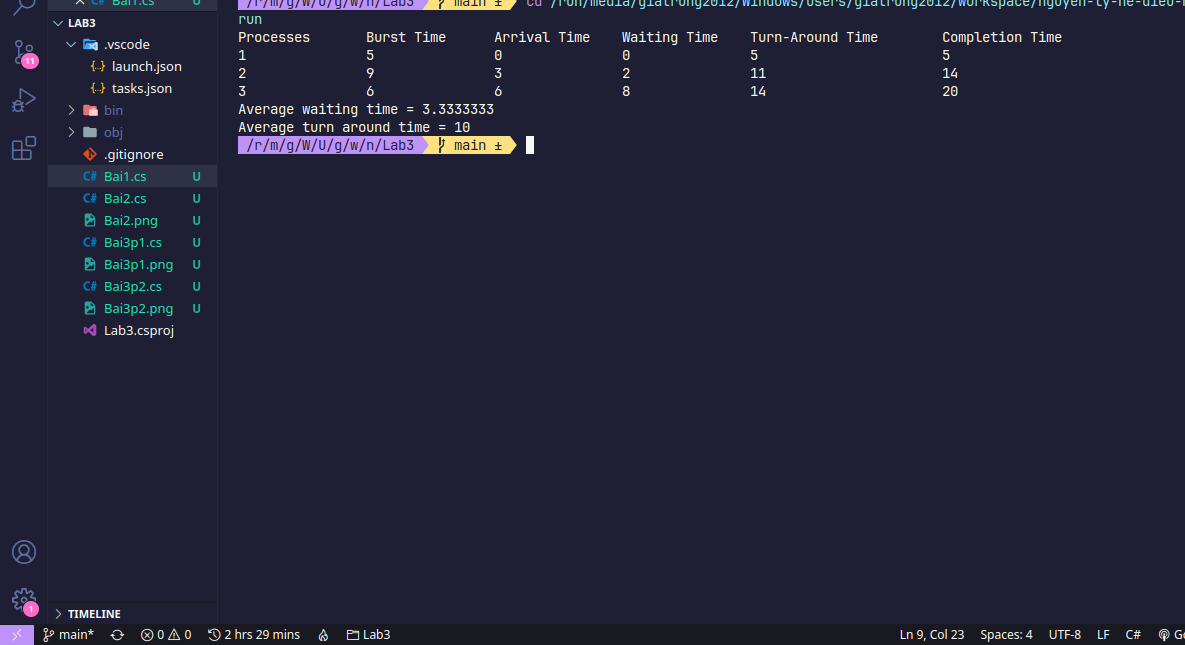 Bai1.cs U
LAB3
.vscode
launch.json
tasks.json
bin
obj
.gitignore
Bai1.cs U
Bai2.cs U
Bai2.png U
Bai3p1.cs U
Bai3p1.png U
Bai3p2.cs U
Bai3p2.png U
Lab3.csproj
TIMELINE
11
1
/r/m/g/W/U/g/w/n/Lab3 main ± cd /run/media/giatrong2012/Windows/Users/giatrong2012/Workspace/nguyen-ly-he-dieu-
run
Processes Burst Time Arrival Time Waiting Time Turn-Around Time Completion Time
1 5 0 0 5 5
2 9 3 2 11 14
3 6 6 8 14 20
Average waiting time = 3.3333333
Average turn around time = 10
/r/m/g/W/U/g/w/n/Lab3 main ±
main* 0 0 2 hrs 29 mins Lab3 Ln 9, Col 23 Spaces: 4 UTF-8 LF C# Go